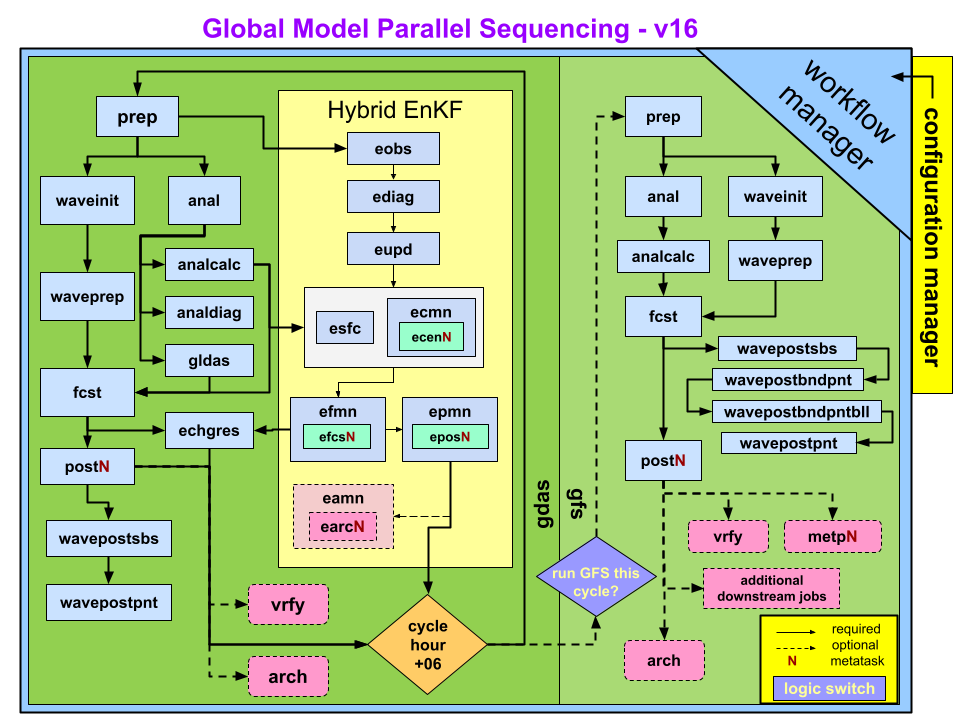 Global Model Parallel Sequencing - v16
workflow
manager
configuration manager
prep
waveinit
anal
waveprep
analcalc
analdiag
gldas
fcst
echgres
postN
wavepostsbs
wavepostpnt
vrfy
arch
Hybrid EnKF
eobs
ediag
eupd
esfc
ecmn
ecenN
efmn
efcsN
epmn
eposN
eamn
earcN
cycle
hour
+06
gdas
gfs
run GFS this
cycle?
prep
anal
waveinit
analcalc
waveprep
fcst
wavepostsbs
wavepostbndpnt
wavepostbndpntbll
wavepostpnt
postN
vrfy
metpN
additional
downstream jobs
arch
required
optional
N metatask
logic switch